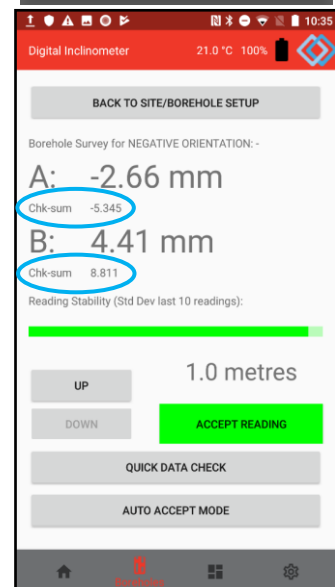 10:35
Digital Inclinometer 21.0 °C 100%
BACK TO SITE/BOREHOLE SETUP
Borehole Survey for NEGATIVE ORIENTATION: -
A: -2.66 mm
Chk-sum -5.345
B: 4.41 mm
Chk-sum 8.811
Reading Stability (Std Dev last 10 readings):
UP 1.0 metres
DOWN ACCEPT READING
QUICK DATA CHECK
AUTO ACCEPT MODE